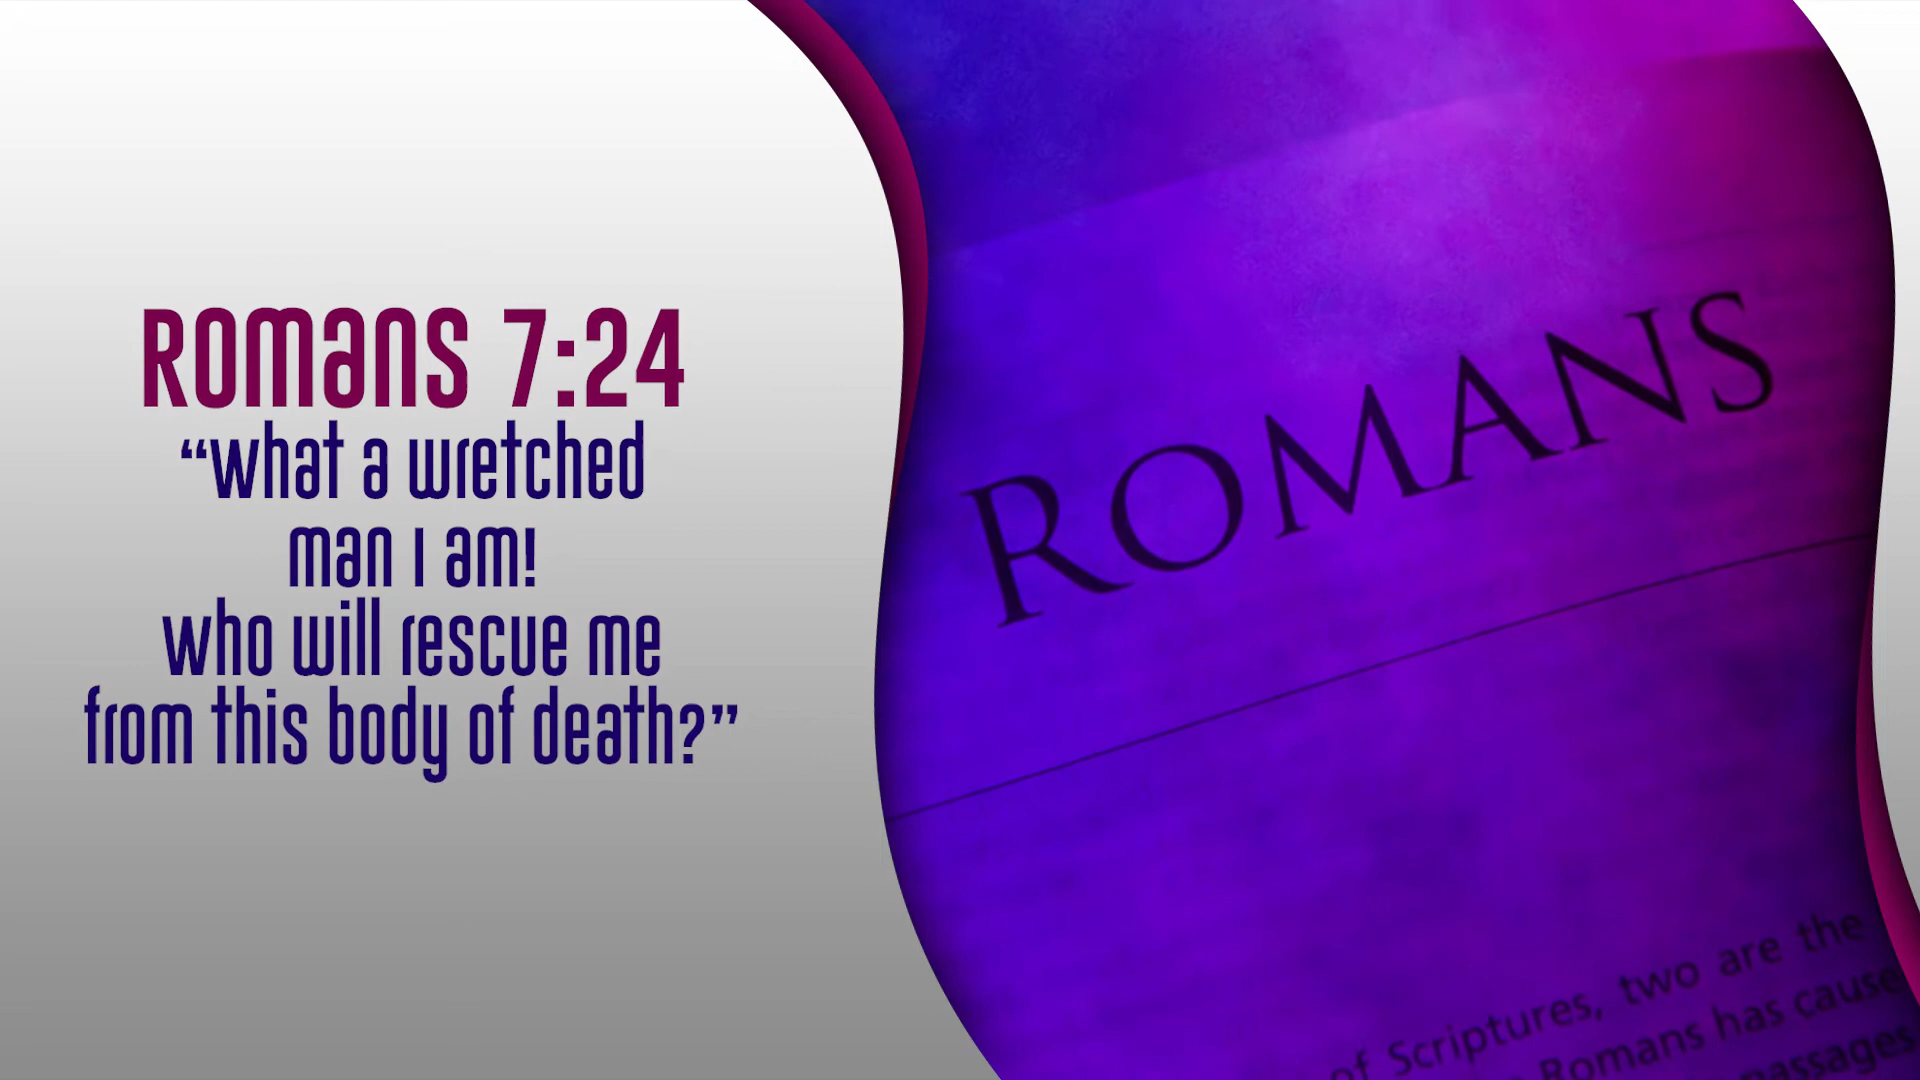 Romans 7:24
“what a wretched
man I am!
who will rescue me
from this body of death?”
ROMANS
of Scriptures, two are the
Romans has cause
passages